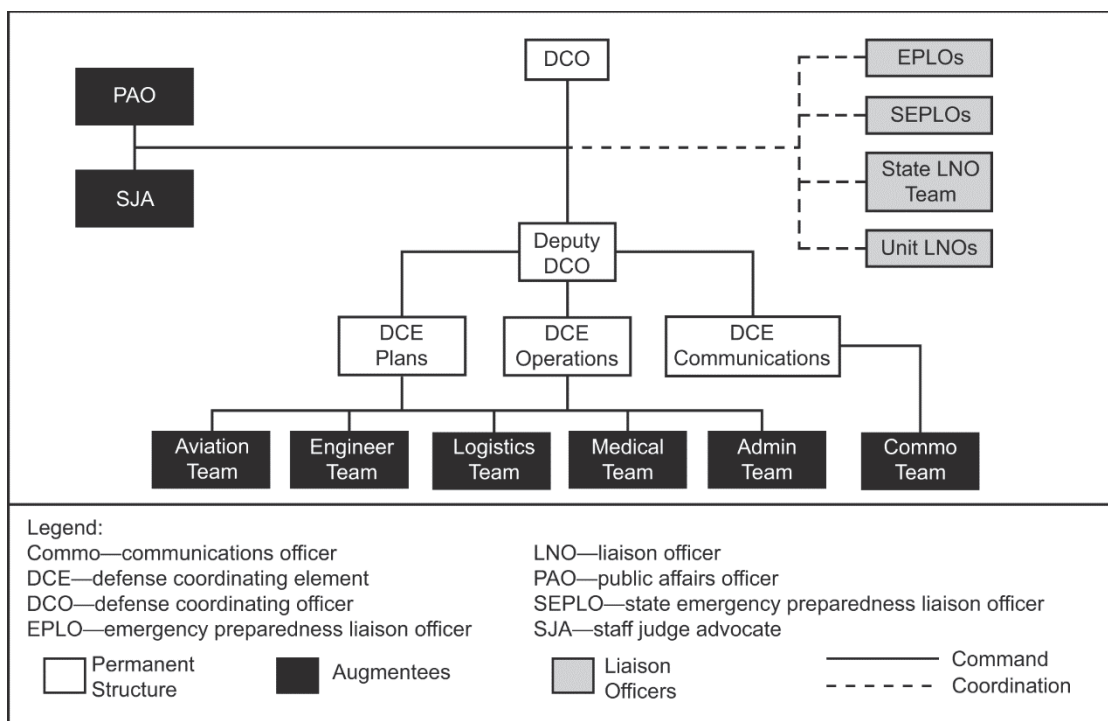 DCO
EPLOs
PAO
SEPLOs
SJA
State LNO
Team
Unit LNOs
Deputy
DCO
DCE
Plans
DCE
Operations
DCE
Communications
Aviation
Team
Engineer
Team
Logistics
Team
Medical
Team
Admin
Team
Commo
Team
Legend:
Commo—communications officer
DCE—defense coordinating element
DCO—defense coordinating officer
EPLO—emergency preparedness liaison officer
LNO—liaison officer
PAO—public affairs officer
SEPLO—state emergency preparedness liaison officer
SJA—staff judge advocate
Permanent
Structure
Augmentees
Liaison
Officers
Command
Coordination